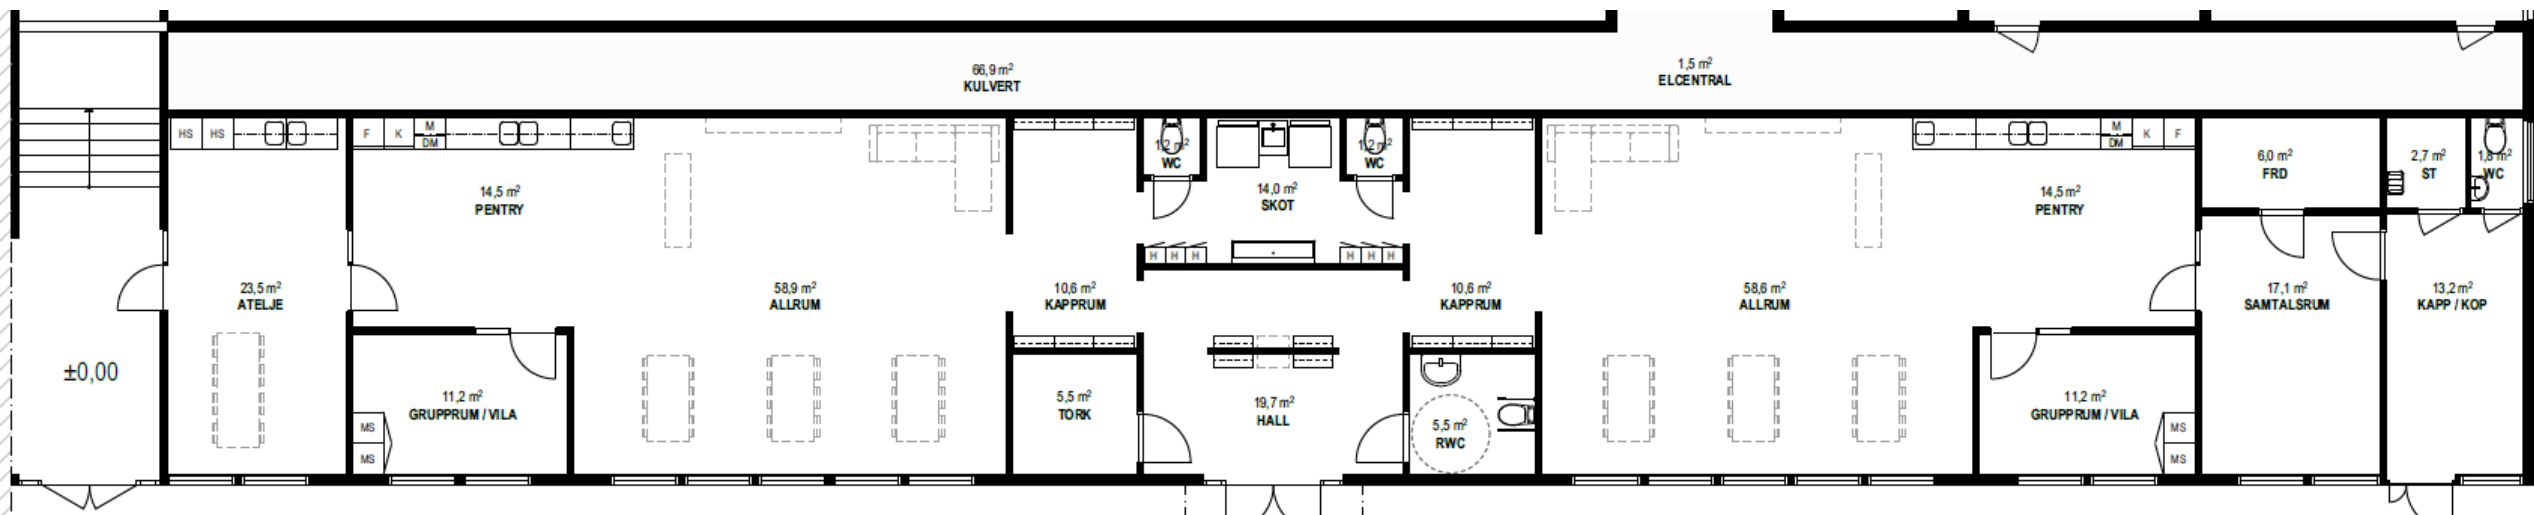 66,9 m²
KULVERT
1,5 m²
ELCENTRAL
HS
HS
F
K
M
DM
14,5 m²
PENTRY
1,2 m²
WC
14,0 m²
SKOT
1,2 m²
WC
M
DM
K
F
14,5 m²
PENTRY
6,0 m²
FRD
2,7 m²
ST
1,8 m²
WC
H
H
H
H
H
H
23,5 m²
ATELJE
58,9 m²
ALLRUM
10,6 m²
KAPPRUM
10,6 m²
KAPPRUM
58,6 m²
ALLRUM
17,1 m²
SAMTALSRUM
13,2 m²
KAPP / KOP
±0,00
11,2 m²
GRUPPRUM / VILA
MS
MS
5,5 m²
TORK
19,7 m²
HALL
5,5 m²
RWC
11,2 m²
GRUPPRUM / VILA
MS
MS